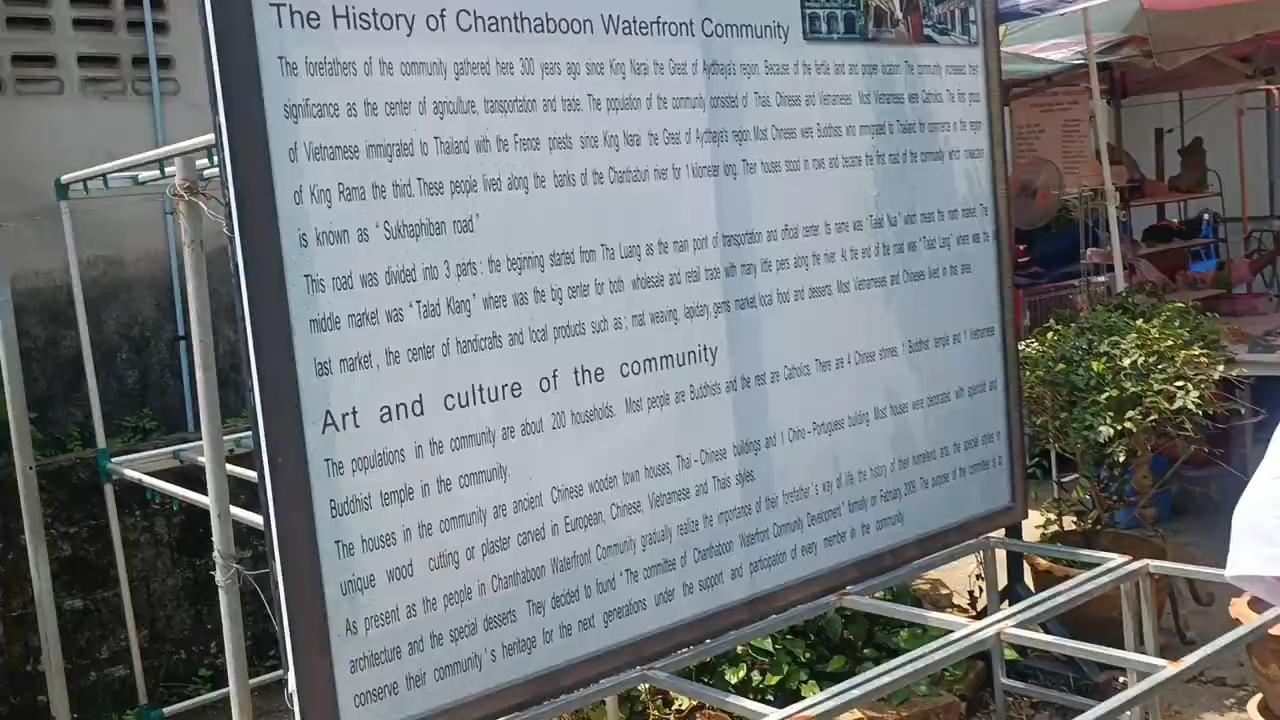 The History of Chanthaboon Waterfront Community
The forefathers of the community gathered here 300 years ago since King Narai the Great of Aydthaya's region. Because of the fertile land and proper location. The community increased their
significance as the center of agriculture, transportation and trade. The population of the community consisted of Thais, Chineses and Vietnameses. Most Vietnameses were Catholics. The first group
of Vietnamese immigrated to Thailand with the Frence priests since King Narai the Great of Aydthaya's region. Most Chineses were Buddhists, who immigrated to Thailand for commerce in the region
of King Rama the third. These people lived along the banks of the Chanthaburi river for 1 kilometer long. Their houses stood in rows and became the first road of the community which nowadays
is known as " Sukhaphiban road."
This road was divided into 3 parts : the beginning started from Tha Luang as the main point of transportation and official center. Its name was " Talad Nua " which meant the north market. The
middle market was " Talad Klang " where was the big center for both wholesale and retail trade with many little piers along the river. At the end of the road was " Talad Lang " where was the
last market , the center of handicrafts and local products such as ; mat weaving, lapidary, gems market, local food and desserts. Most Vietnameses and Chineses lived in this area.
Art and culture of the community
The populations in the community are about 200 households. Most people are Buddhists and the rest are Catholics. There are 4 Chinese shrines, 1 Buddhist temple and 1 Vietnamese
Buddhist temple in the community.
The houses in the community are ancient Chinese wooden town houses, Thai - Chinese buildings and 1 Chino - Portuguese building. Most houses were decorated with splendid and
unique wood cutting or plaster carved in European, Chinese, Vietnamese and Thais styles.
As present as the people in Chanthaboon Waterfront Community gradually realize the importance of their forefather's way of life, the history of their homeland, arts, the special styles in
architecture and the special desserts. They decided to found " The committee of Chanthaboon Waterfront Community Development " formally on February, 2009. The purpose of the committee is to
conserve their community's heritage for the next generations under the support and participation of every member in the community.